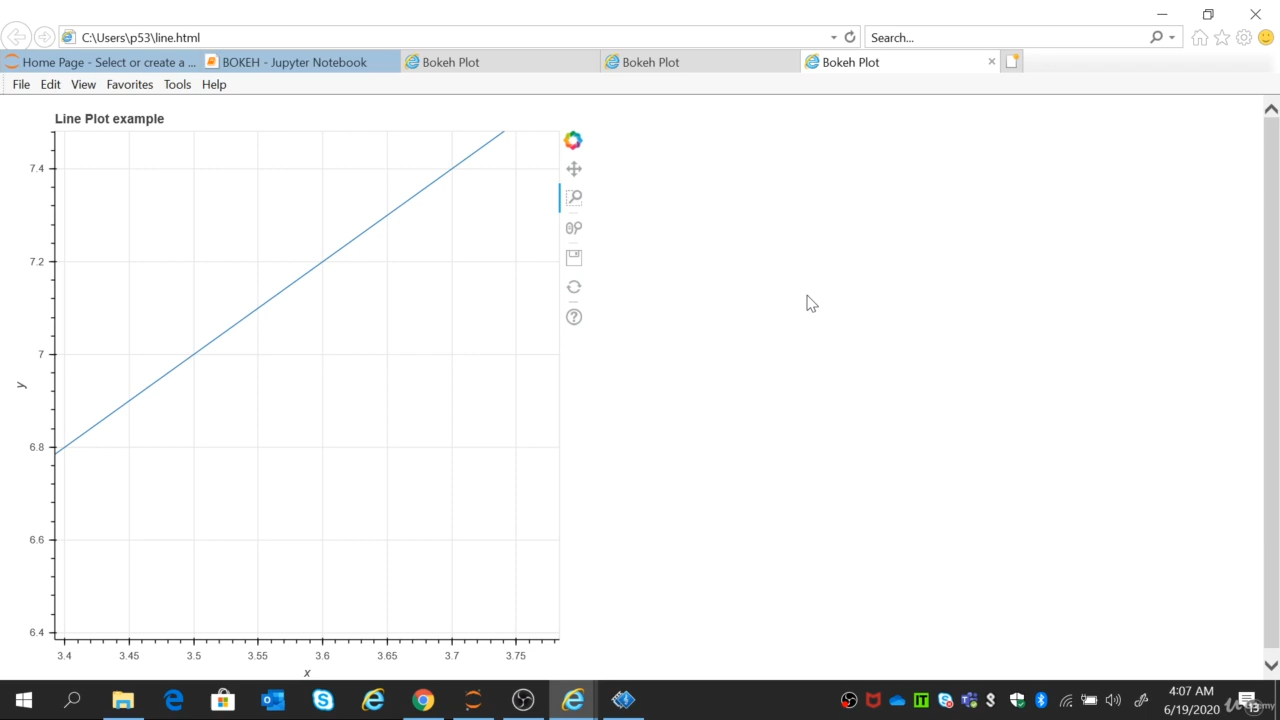 C:\Users\p53\line.html
Search...
Home Page - Select or create a ...
BOKEH - Jupyter Notebook
Bokeh Plot
Bokeh Plot
Bokeh Plot
File Edit View Favorites Tools Help
Line Plot example
7.4
7.2
7
6.8
6.6
6.4
y
3.4 3.45 3.5 3.55 3.6 3.65 3.7 3.75
x
4:07 AM
6/19/2020
13